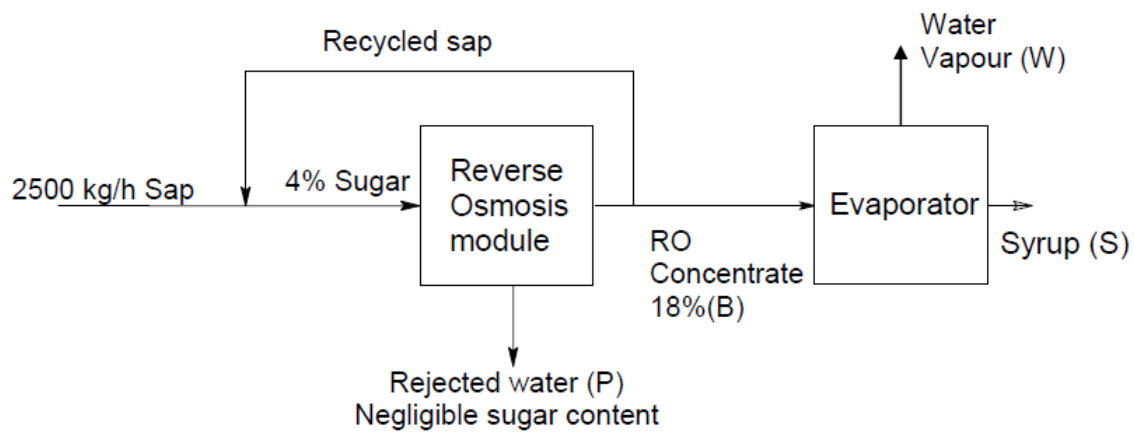 Recycled sap
Water
Vapour (W)
2500 kg/h Sap
4% Sugar
Reverse
Osmosis
module
Evaporator
RO
Concentrate
18%(B)
Syrup (S)
Rejected water (P)
Negligible sugar content